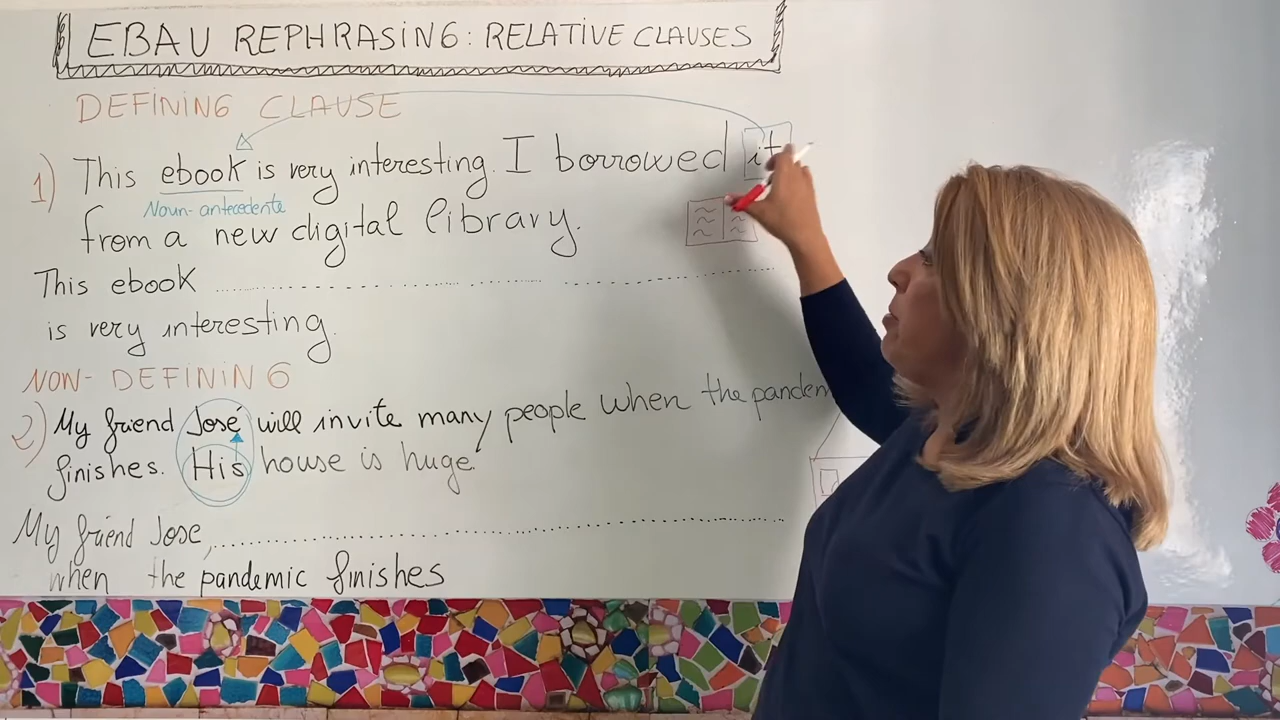 EBAU REPHRASING: RELATIVE CLAUSES
DEFINING CLAUSE
1) This ebook is very interesting. I borrowed it
Noun-antecedente
from a new digital library.
This ebook ..............................
is very interesting.
NON-DEFINING
2) My friend José will invite many people when the pandem
finishes. His house is huge.
My friend Jose, ..............................
when the pandemic finishes